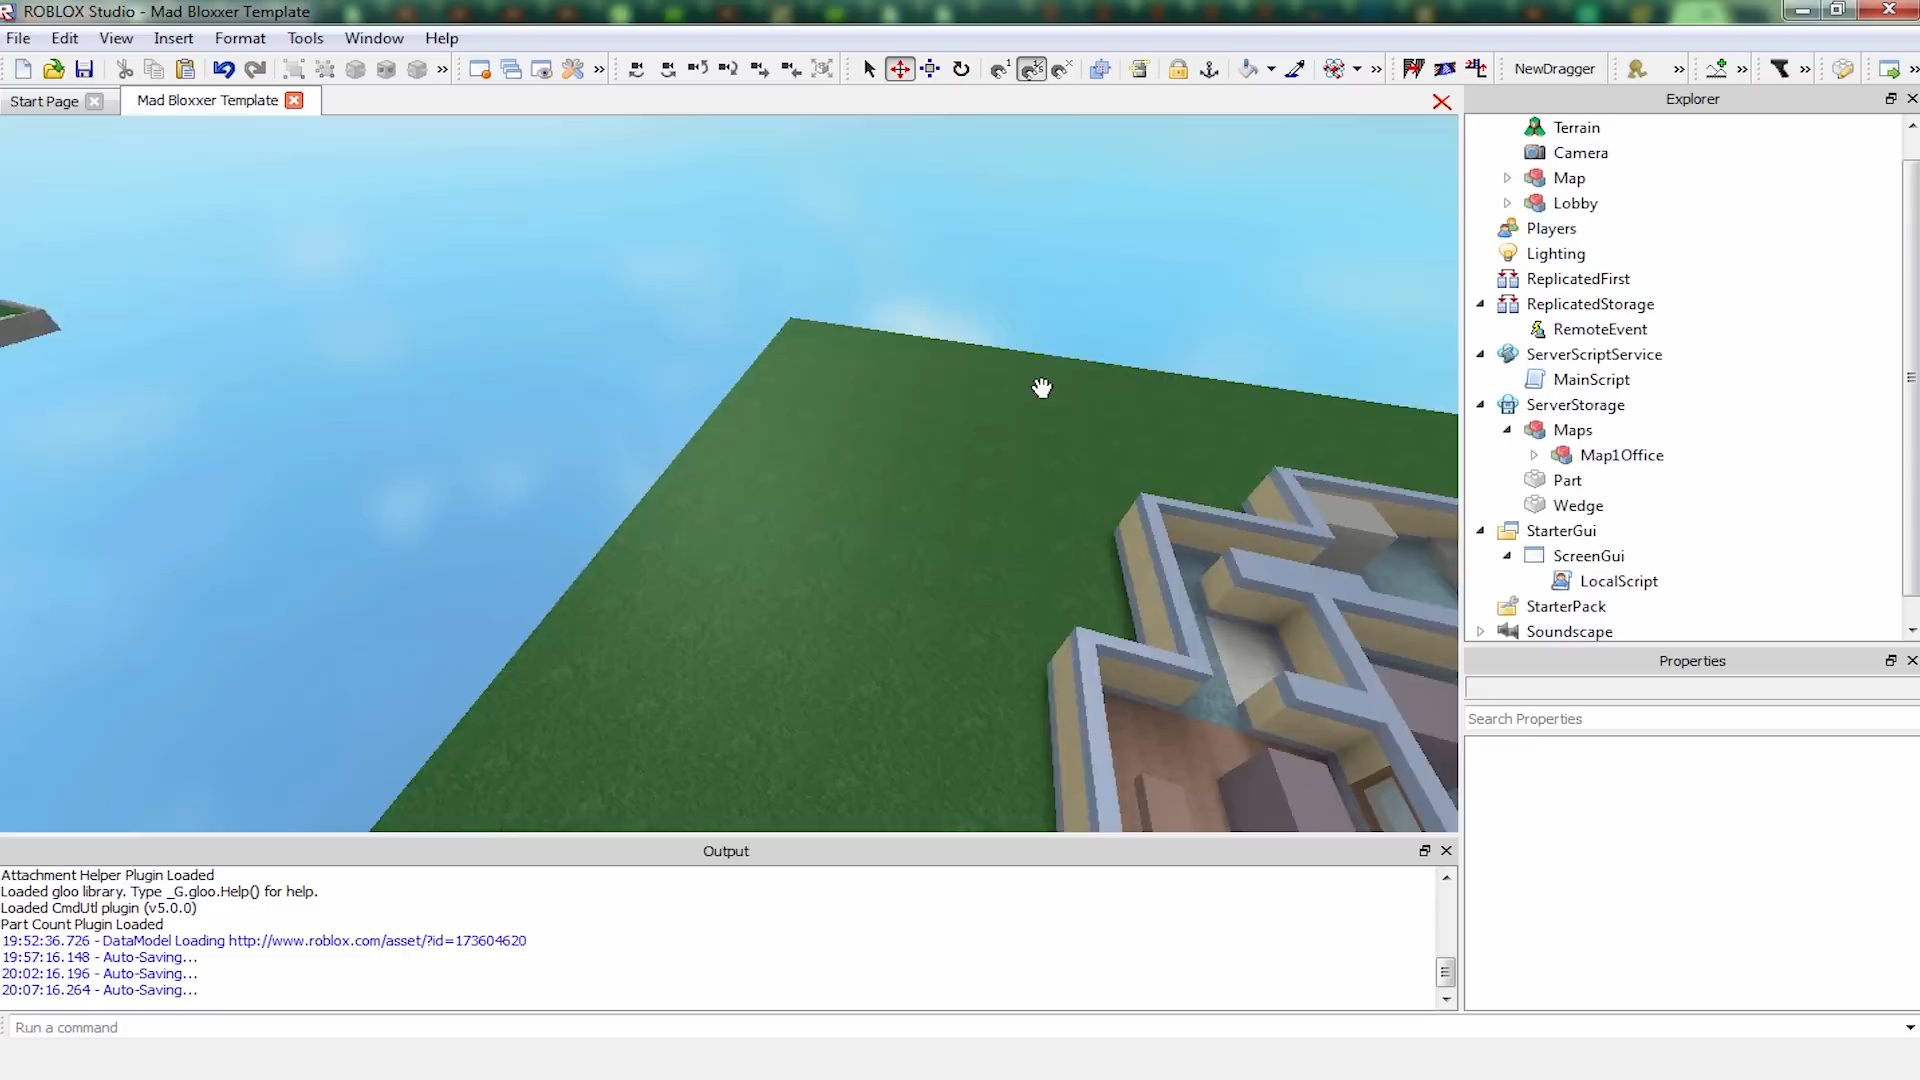 ROBLOX Studio - Mad Bloxxer Template
File Edit View Insert Format Tools Window Help
NewDragger
Start Page
Mad Bloxxer Template
Explorer
Terrain
Camera
Map
Lobby
Players
Lighting
ReplicatedFirst
ReplicatedStorage
RemoteEvent
ServerScriptService
MainScript
ServerStorage
Maps
Map1Office
Part
Wedge
StarterGui
ScreenGui
LocalScript
StarterPack
Soundscape
Properties
Search Properties
Output
Attachment Helper Plugin Loaded
Loaded gloo library. Type _G.gloo.Help() for help.
Loaded CmdUtl plugin (v5.0.0)
Part Count Plugin Loaded
19:52:36.726 - DataModel Loading http://www.roblox.com/asset/?id=173604620
19:57:16.148 - Auto-Saving...
20:02:16.196 - Auto-Saving...
20:07:16.264 - Auto-Saving...
Run a command